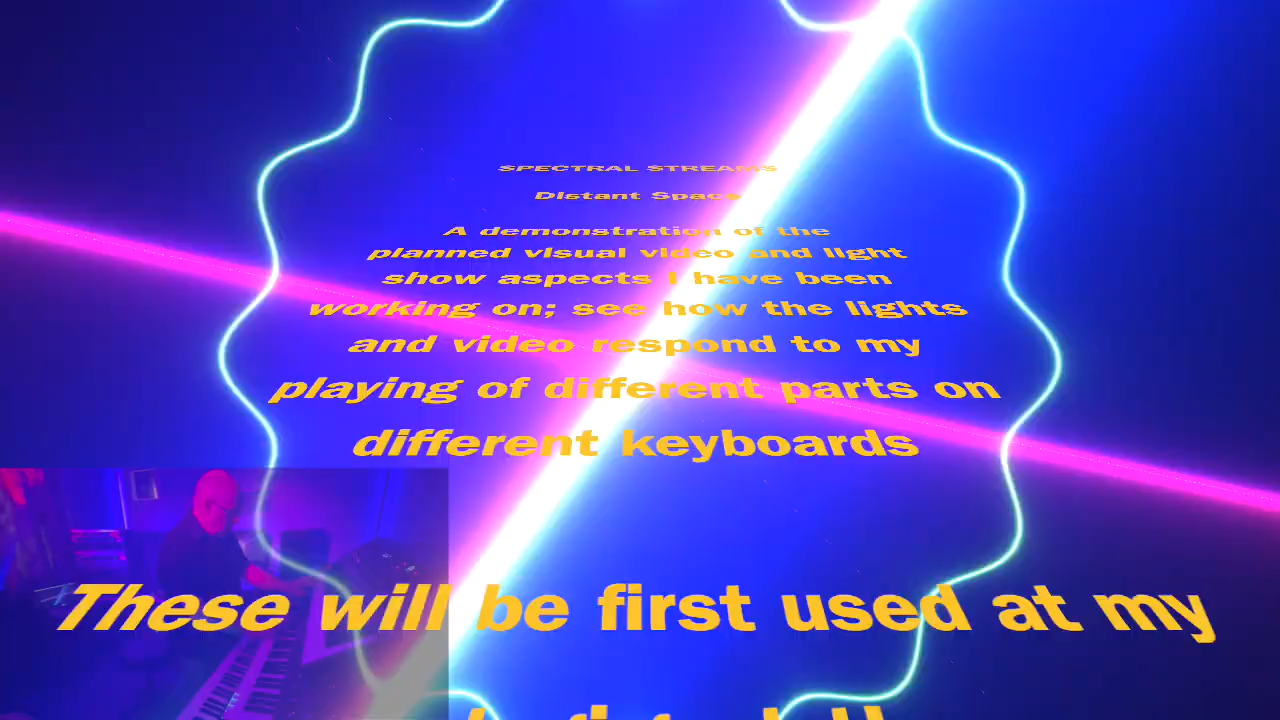 SPECTRAL STREAMS
Distant Space
A demonstration of the
planned visual video and light
show aspects I have been
working on; see how the lights
and video respond to my
playing of different parts on
different keyboards
These will be first used at my